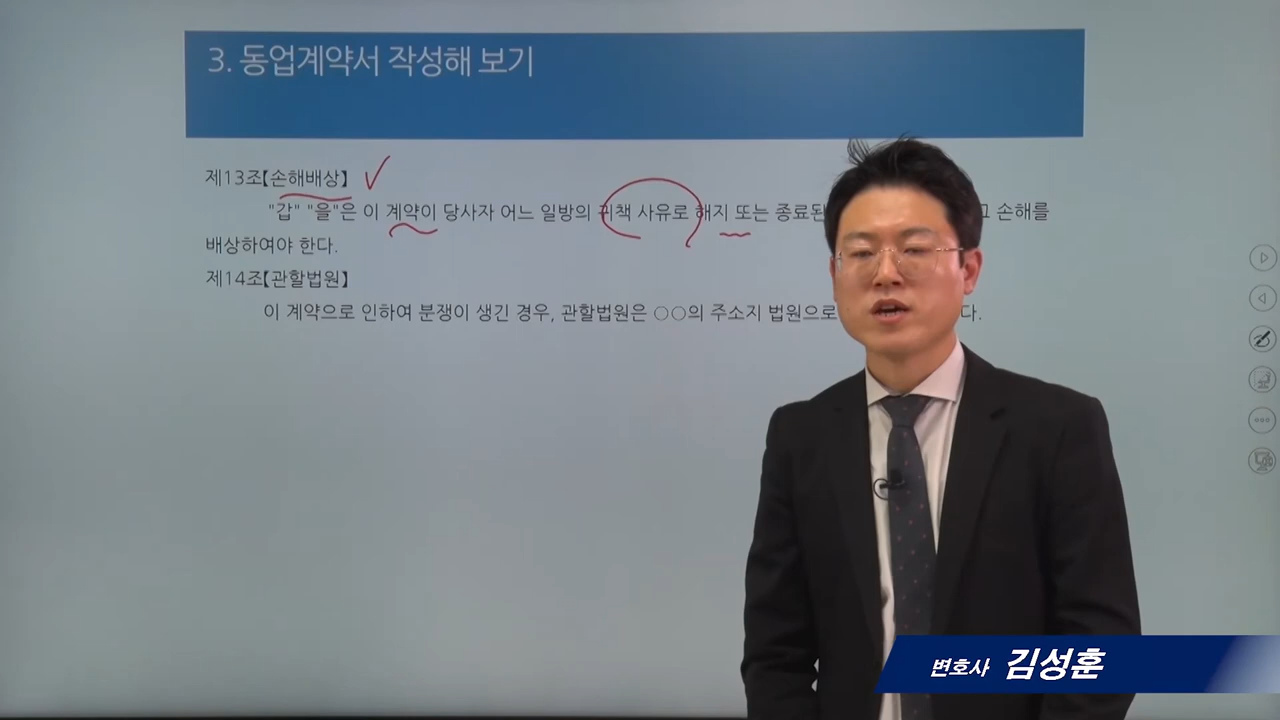 3. 동업계약서 작성해 보기
제13조【손해배상】
"갑" "을"은 이 계약이 당사자 어느 일방의 귀책 사유로 해지 또는 종료된 그 손해를
배상하여야 한다.
제14조【관할법원】
이 계약으로 인하여 분쟁이 생긴 경우, 관할법원은 ○○의 주소지 법원으로 다.
변호사 김성훈